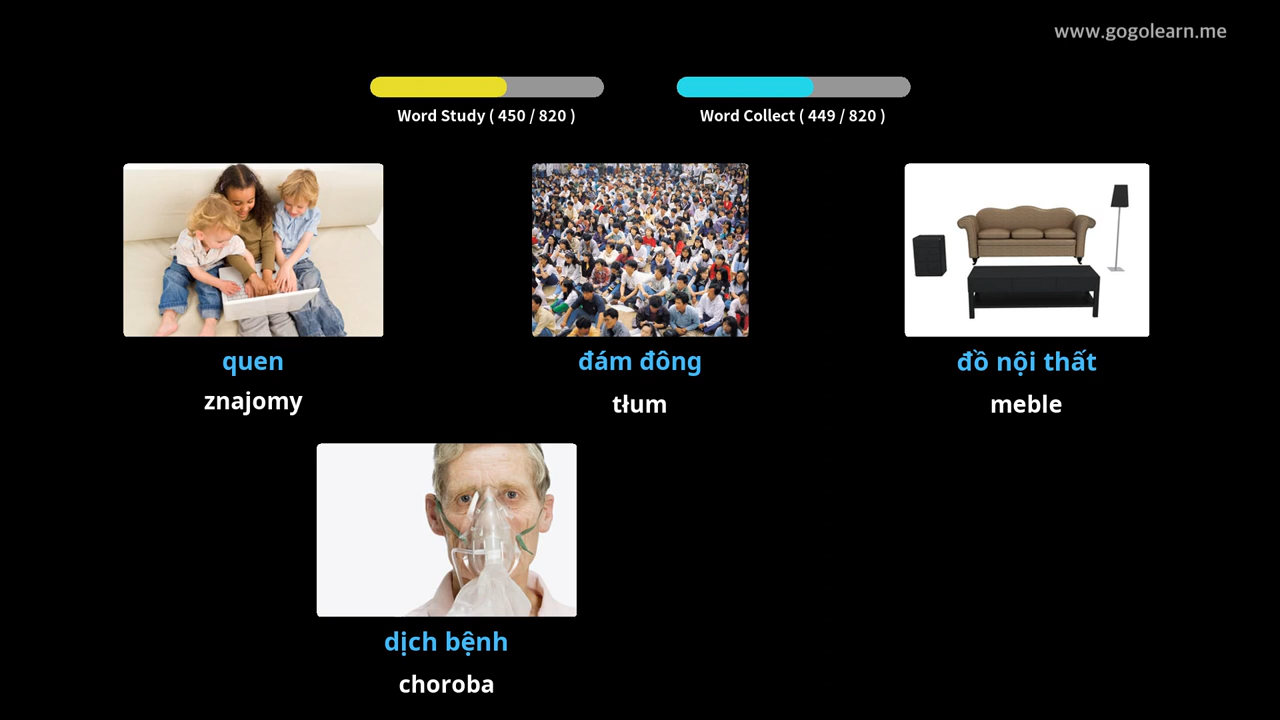 www.gogolearn.me
Word Study ( 450 / 820 )
Word Collect ( 449 / 820 )
quen
znajomy
đám đông
tłum
đồ nội thất
meble
dịch bệnh
choroba